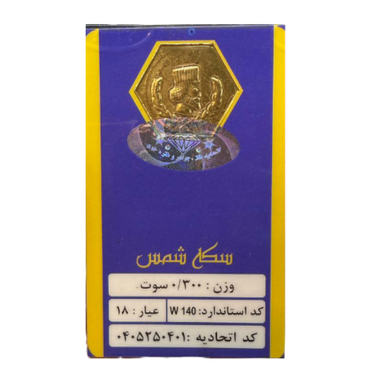 سکه شمس
وزن : ۰/۳۰۰ سوت
کد استاندارد: W 140 عیار : ۱۸
کد اتحادیه :۰۴۰۵۲۵۰۴۰۱